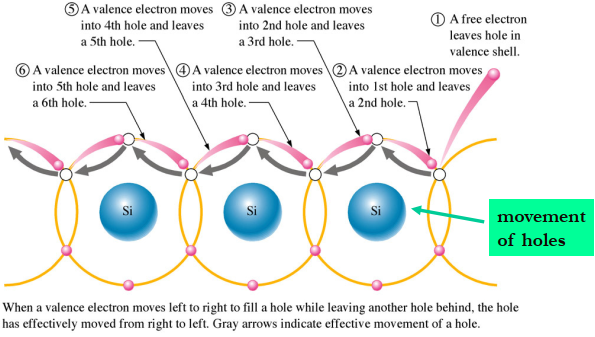 ⑤ A valence electron moves
into 4th hole and leaves
a 5th hole.
③ A valence electron moves
into 2nd hole and leaves
a 3rd hole.
① A free electron
leaves hole in
valence shell.
⑥ A valence electron moves
into 5th hole and leaves
a 6th hole.
④ A valence electron moves
into 3rd hole and leaves
a 4th hole.
② A valence electron moves
into 1st hole and leaves
a 2nd hole.
Si
Si
Si
movement
of holes
When a valence electron moves left to right to fill a hole while leaving another hole behind, the hole
has effectively moved from right to left. Gray arrows indicate effective movement of a hole.